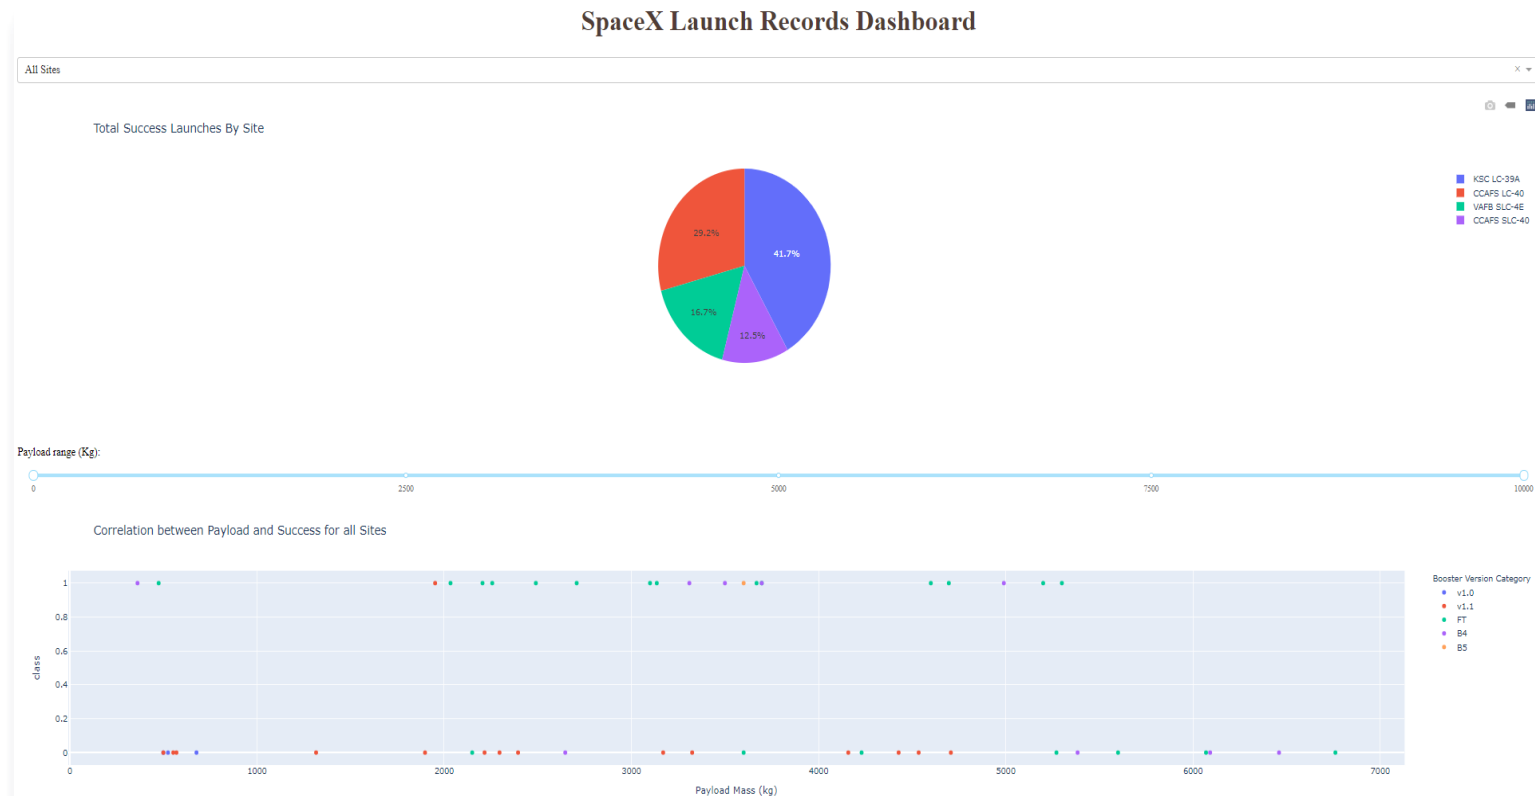 SpaceX Launch Records Dashboard
All Sites
Total Success Launches By Site
KSC LC-39A
CCAFS LC-40
VAFB SLC-4E
CCAFS SLC-40
29.2%
41.7%
16.7%
12.5%
Payload range (Kg):
0 2500 5000 7500 10000
Correlation between Payload and Success for all Sites
Booster Version Category
v1.0
v1.1
FT
B4
B5
class
1
0.8
0.6
0.4
0.2
0
0 1000 2000 3000 4000 5000 6000 7000
Payload Mass (kg)